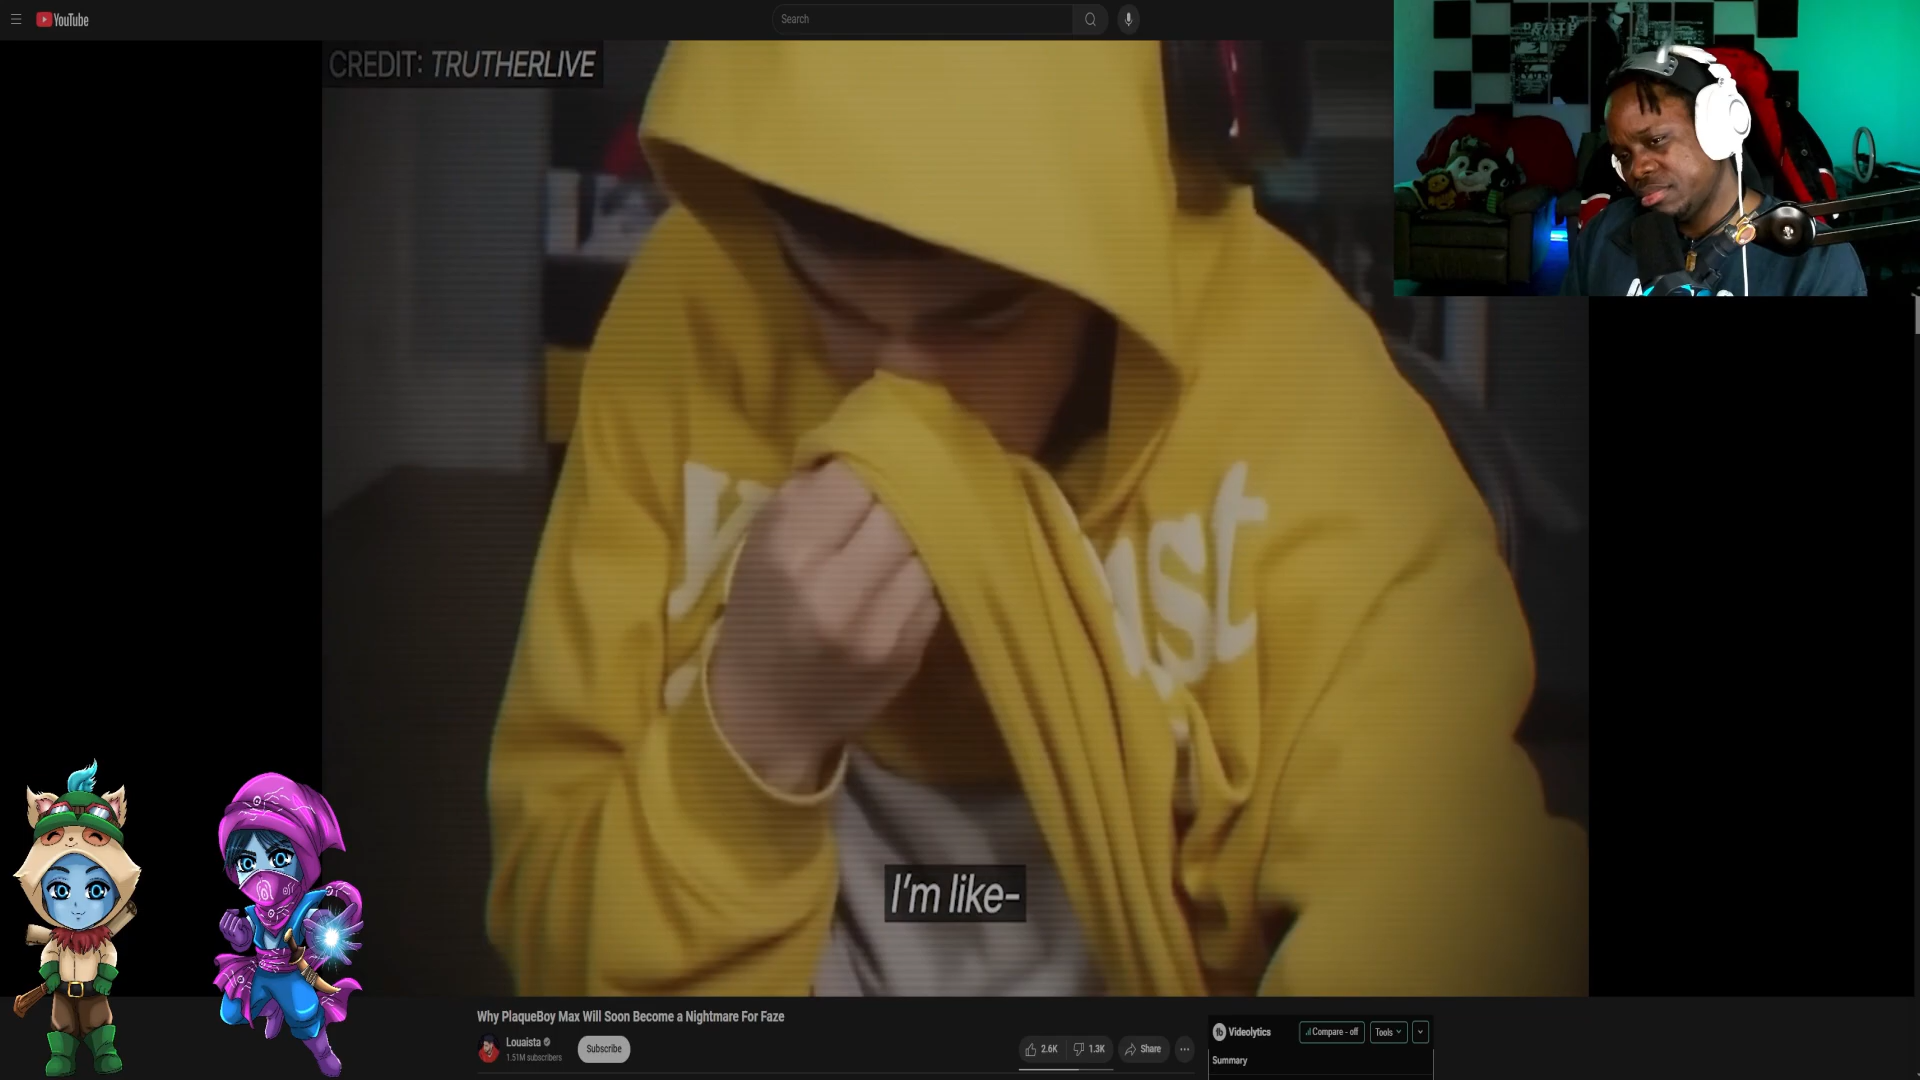 YouTube
Search
CREDIT: TRUTHERLIVE
I'm like-
Why PlaqueBoy Max Will Soon Become a Nightmare For Faze
Louaista
1.51M subscribers
Subscribe
2.6K
1.3K
Share
Videolytics
Compare - off
Tools
Summary